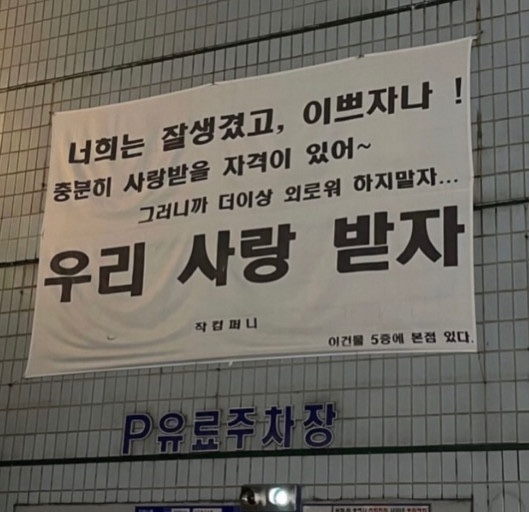 너희는 잘생겼고, 이쁘자나 !
충분히 사랑받을 자격이 있어~
그러니까 더이상 외로워 하지말자...
우리 사랑 받자
작컴퍼니
이건물 5층에 본점 있다.
P유료주차장